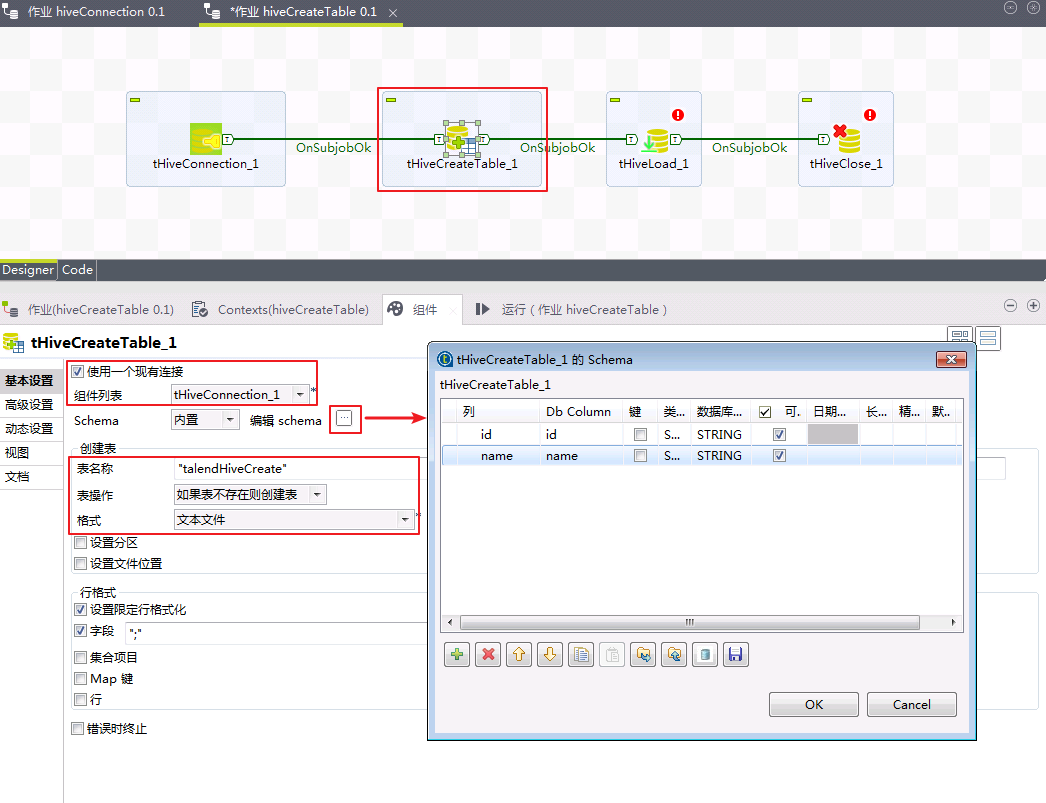 作业 hiveConnection 0.1
*作业 hiveCreateTable 0.1
OnSubjobOk
OnSubjobOk
OnSubjobOk
tHiveConnection_1
tHiveCreateTable_1
tHiveLoad_1
tHiveClose_1
Designer
Code
作业(hiveCreateTable 0.1)
Contexts(hiveCreateTable)
组件
运行 ( 作业 hiveCreateTable )
tHiveCreateTable_1
基本设置
高级设置
动态设置
视图
文档
使用一个现有连接
组件列表
tHiveConnection_1
*
Schema
内置
编辑 schema
...
创建表
表名称
"talendHiveCreate"
表操作
如果表不存在则创建表
格式
文本文件
*
设置分区
设置文件位置
行格式
设置限定行格式化
字段
";"
集合项目
Map 键
行
错误时终止
tHiveCreateTable_1 的 Schema
tHiveCreateTable_1
列 Db Column 键 类... 数据库... 可. 日期... 长... 精... 默..
id id S... STRING
name name S... STRING
OK
Cancel